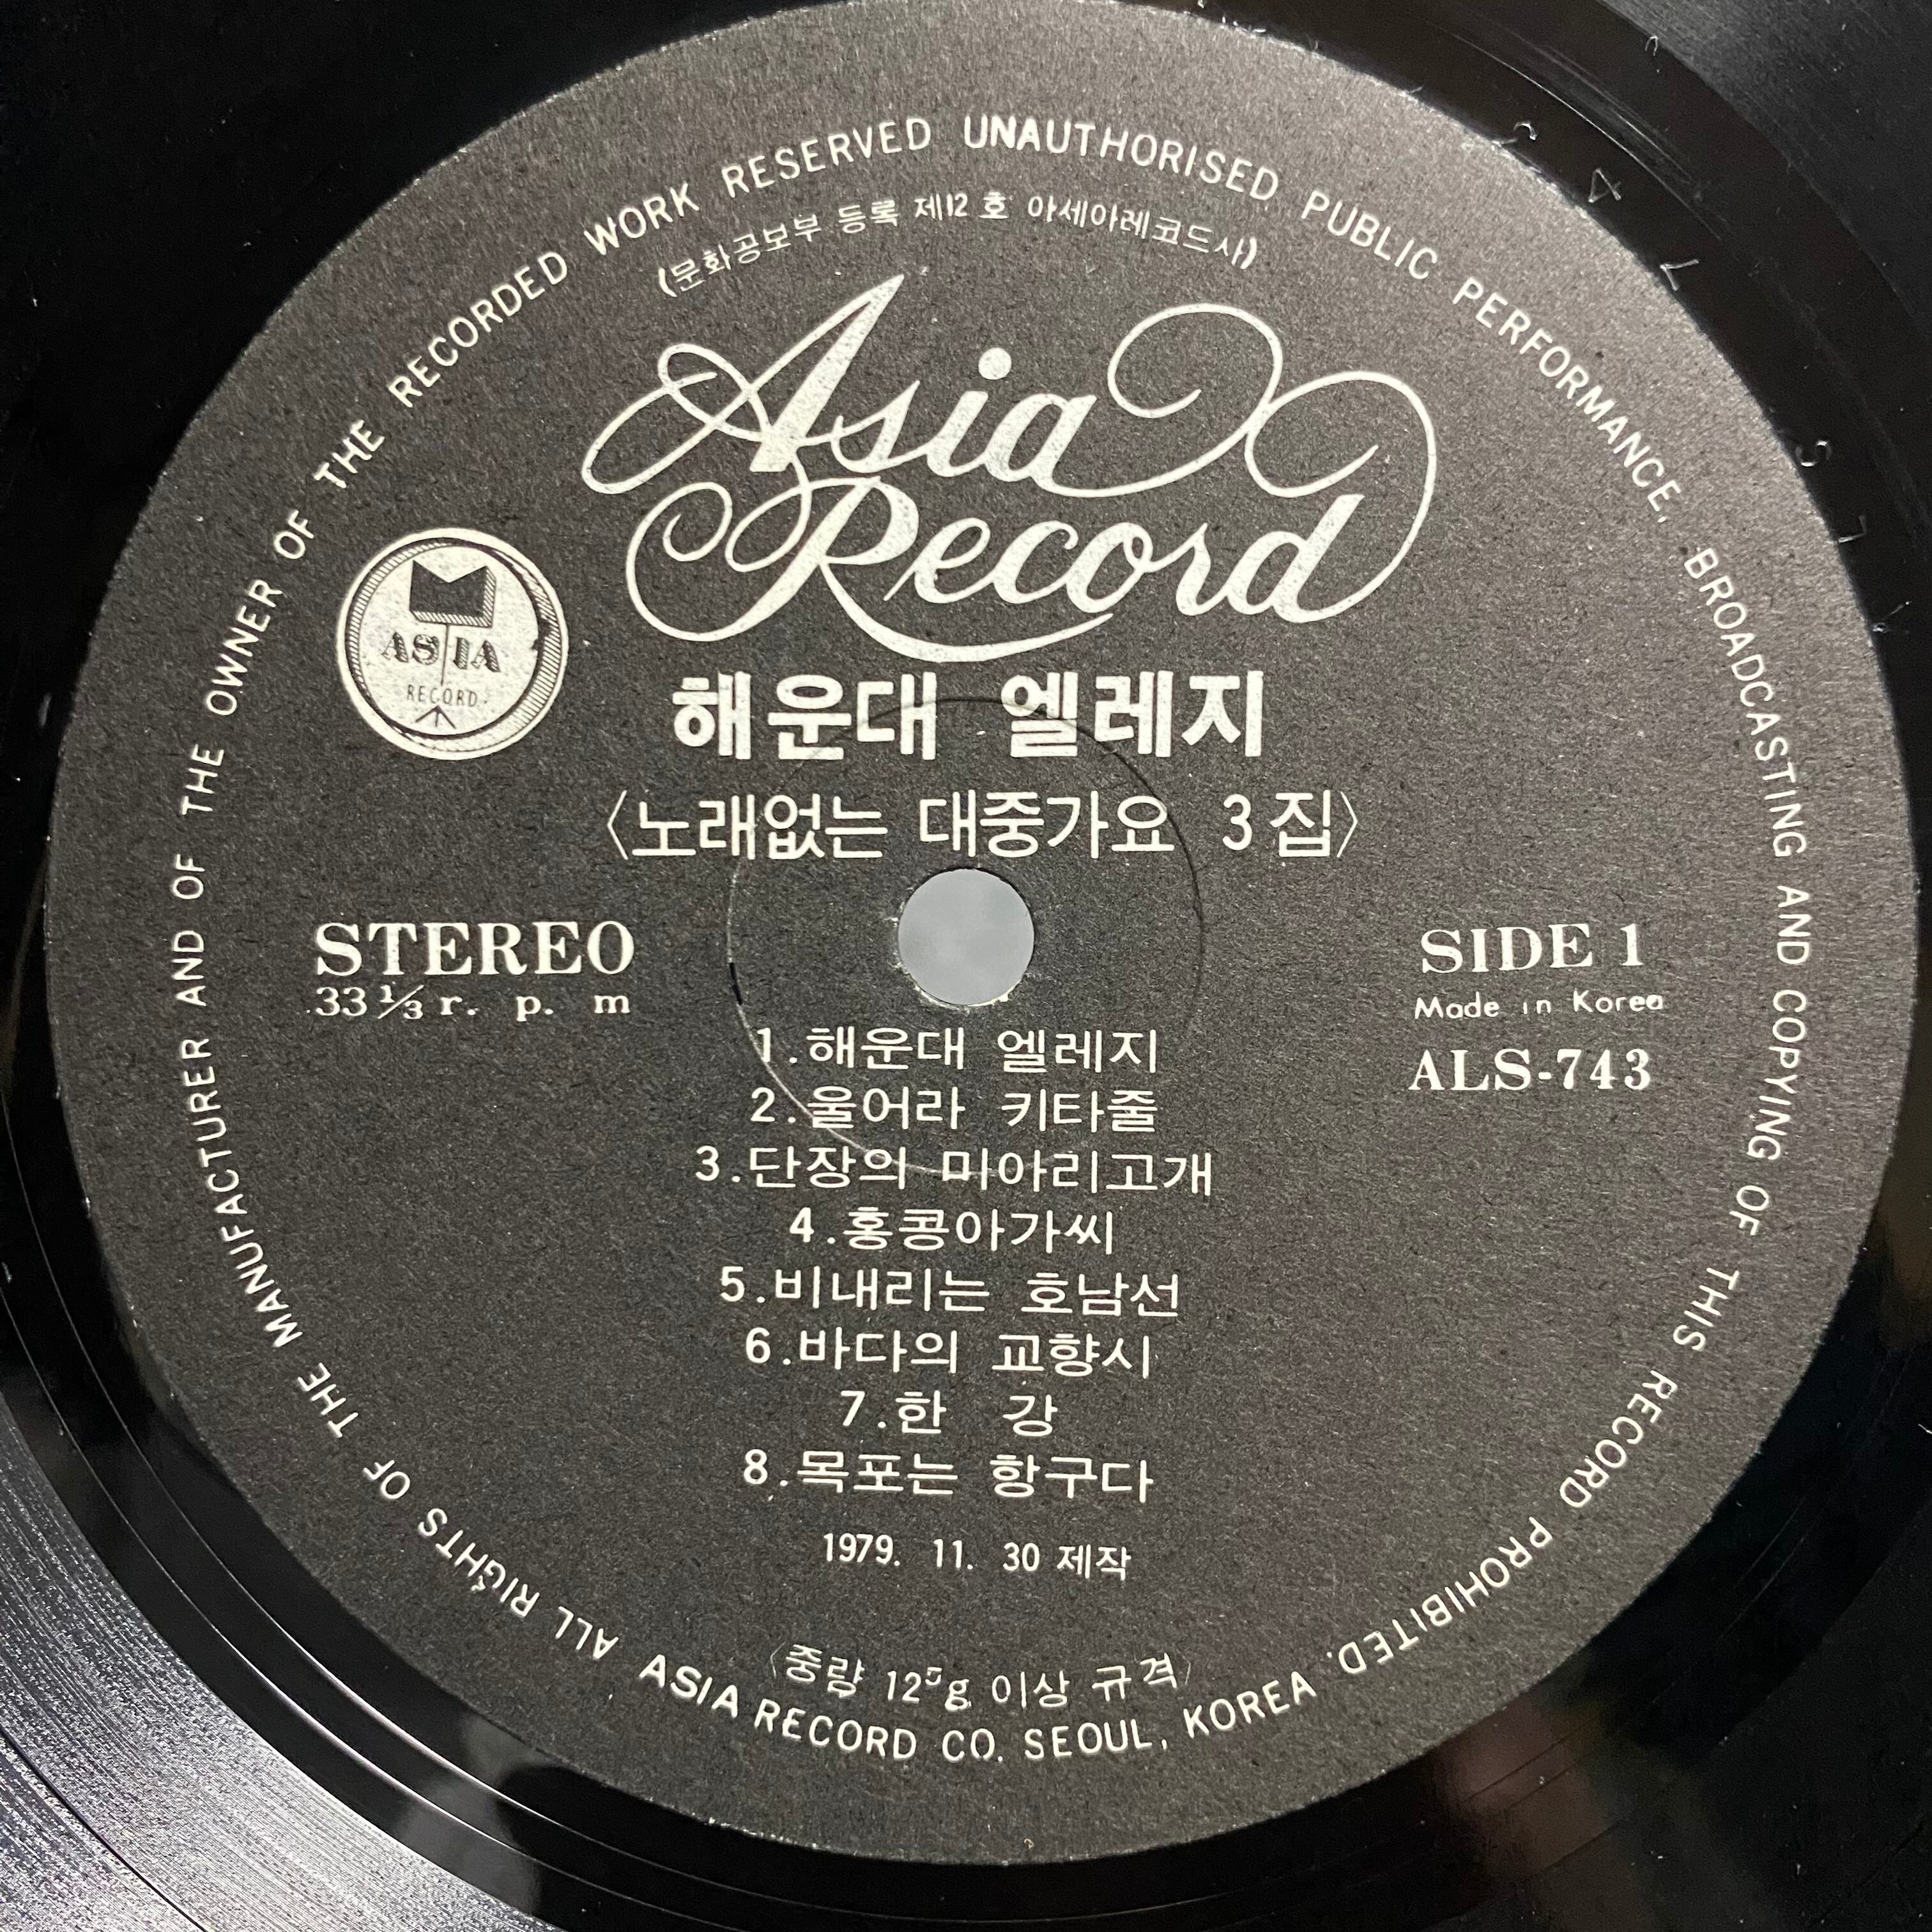 ALL RIGHTS OF THE MANUFACTURER AND OF THE OWNER OF THE RECORDED WORK RESERVED UNAUTHORISED PUBLIC PERFORMANCE, BROADCASTING AND COPYING OF THIS RECORD PROHIBITED.
(문화공보부 등록 제12호 아세아레코드사)
Asia
Record
ASIA
RECORD
해운대 엘레지
〈노래없는 대중가요 3집〉
STEREO
33⅓ r. p. m
SIDE 1
Made in Korea
ALS-743
1.해운대 엘레지
2.울어라 키타줄
3.단장의 미아리고개
4.홍콩아가씨
5.비내리는 호남선
6.바다의 교향시
7.한 강
8.목포는 항구다
1979. 11. 30 제작
〈중량 125g 이상 규격〉
ASIA RECORD CO. SEOUL, KOREA